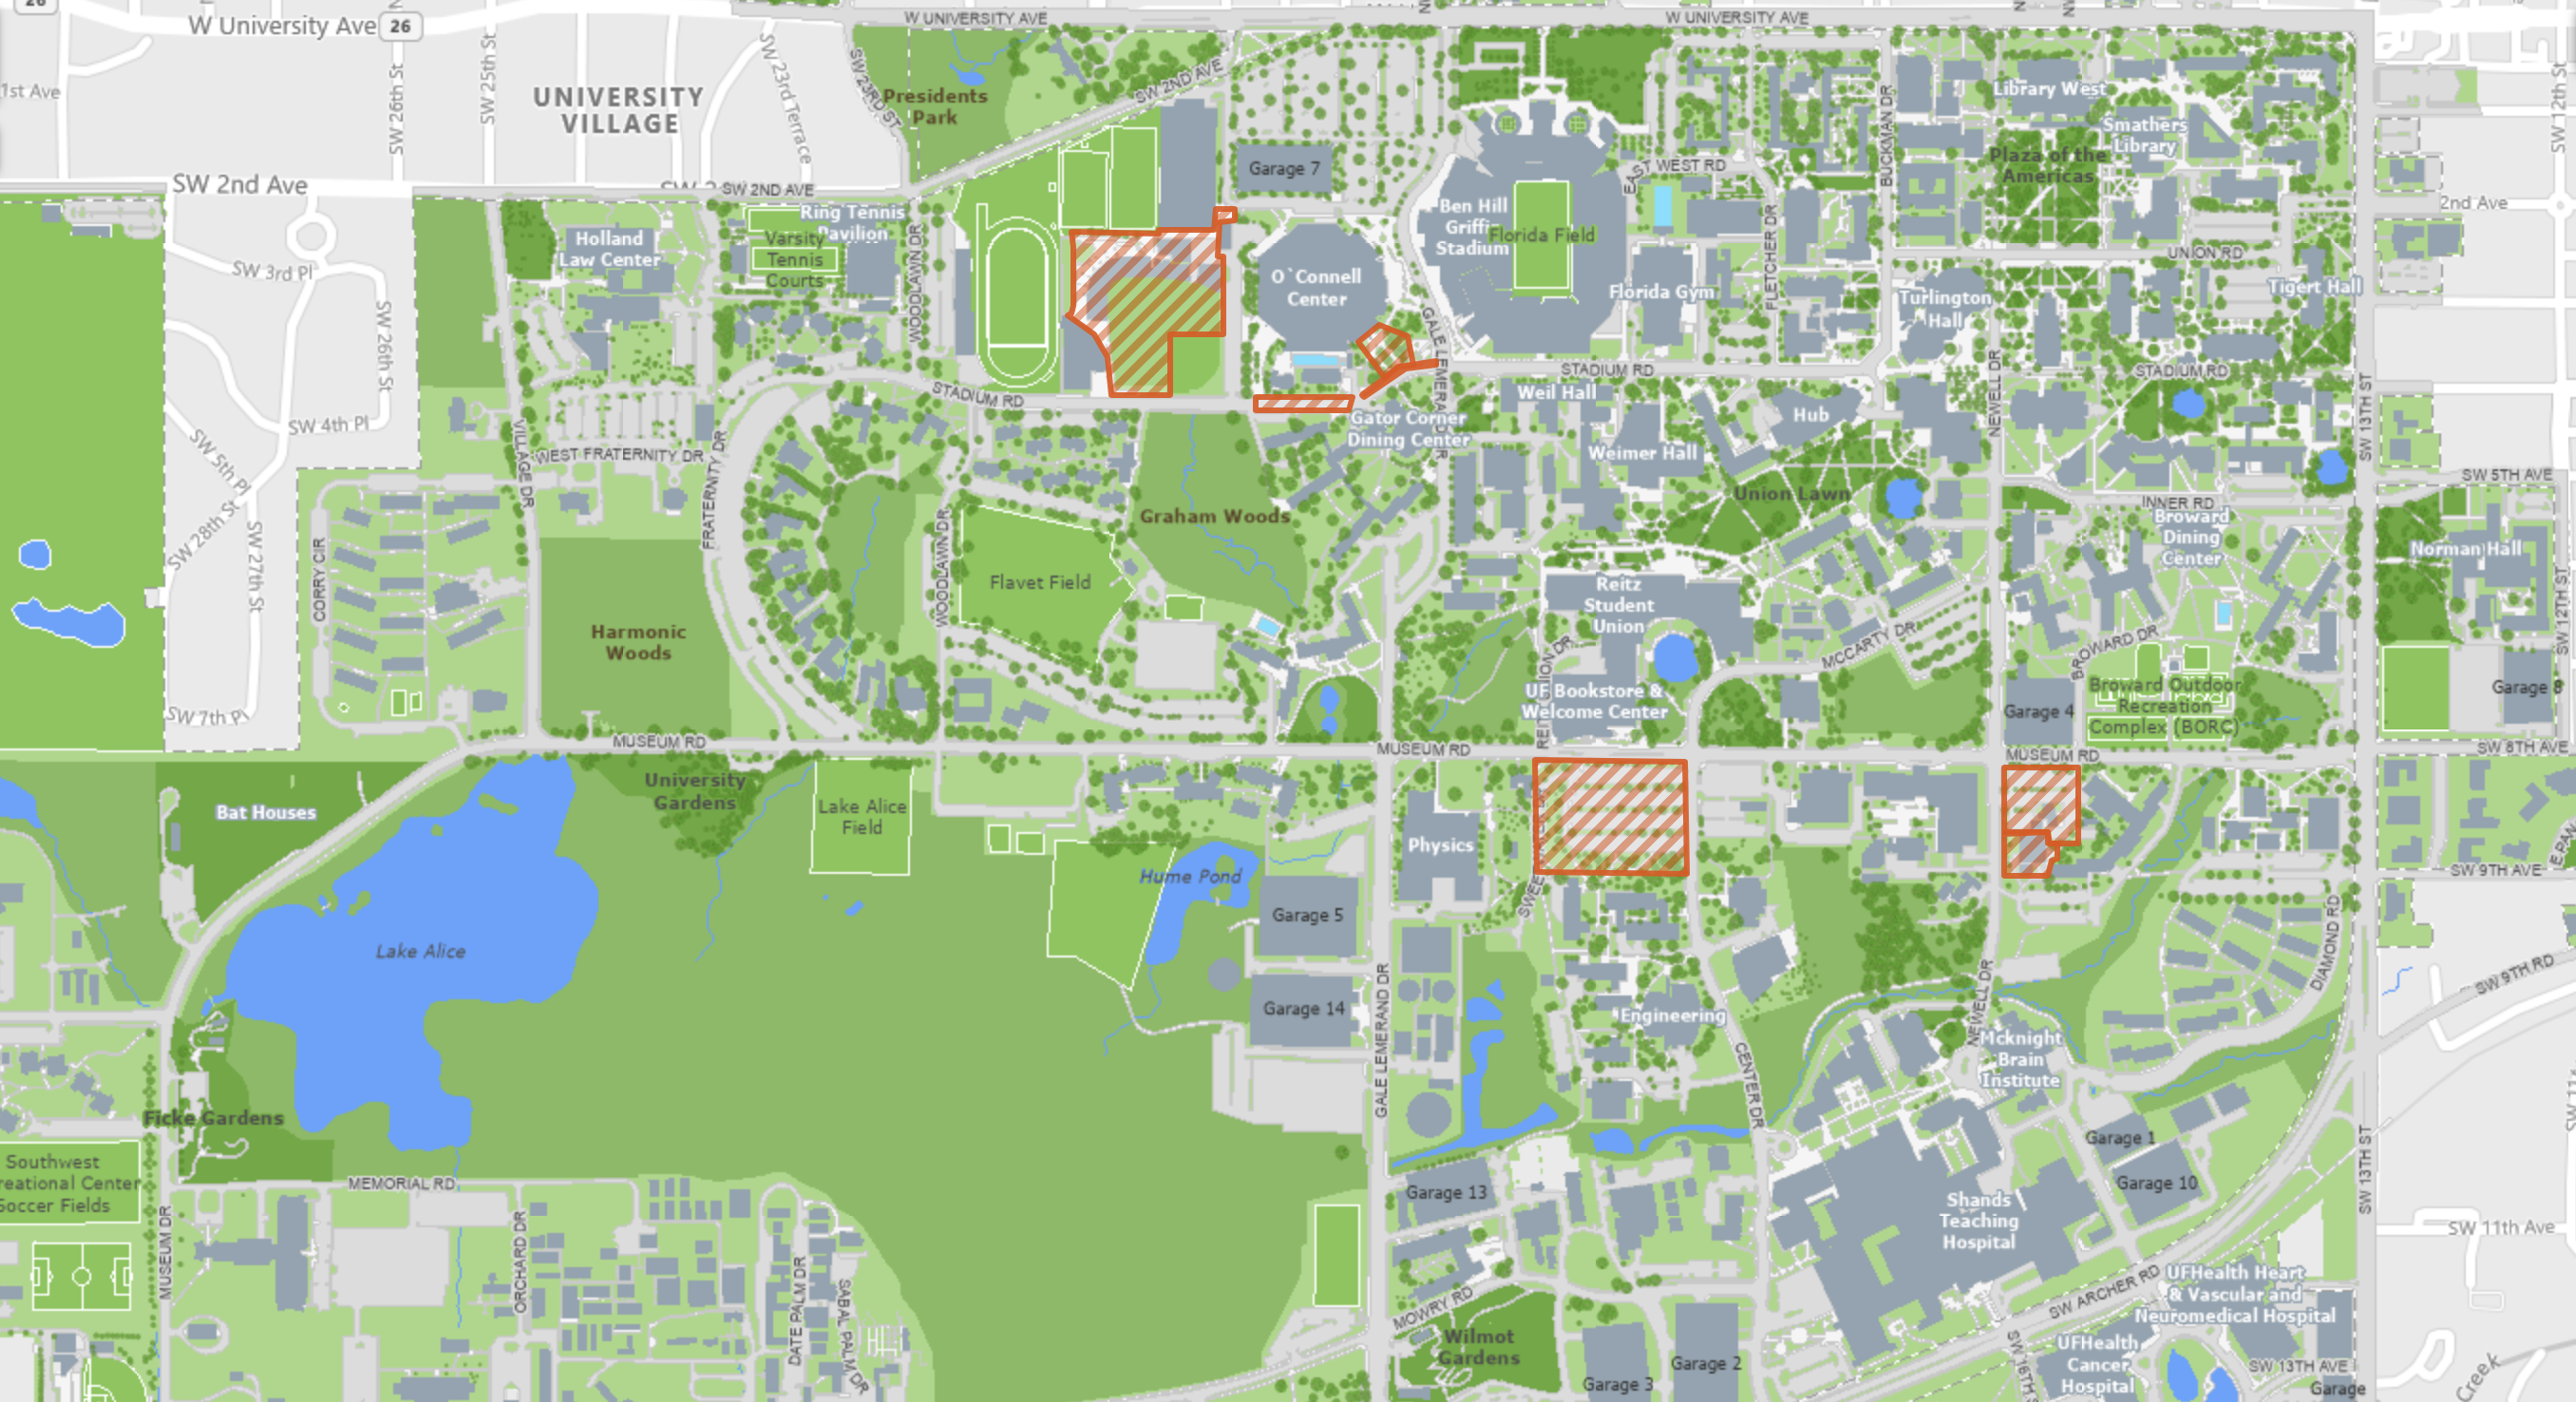 26
W University Ave
26
W UNIVERSITY AVE
W UNIVERSITY AVE
SW 12th St
1st Ave
SW 26th St
SW 25th St
UNIVERSITY
VILLAGE
SW 23rd Terrace
SW 23RD ST
Presidents
Park
SW 2ND AVE
Garage 7
EAST WEST RD
BUCKMAN DR
Library West
Smathers
Library
Plaza of the
Americas
2nd Ave
SW 2nd Ave
SW 2ND AVE
Ring Tennis
Pavilion
Varsity
Tennis
Courts
Holland
Law Center
WOODLAWN DR
SW 3rd Pl
SW 26th St
O`Connell
Center
Ben Hill
Griffin
Stadium
Florida Field
Florida Gym
FLETCHER DR
Turlington
Hall
UNION RD
Tigert Hall
GALE LEMERAND DR
STADIUM RD
STADIUM RD
STADIUM RD
NEWELL DR
SW 13TH ST
SW 4th Pl
SW 5th Pl
SW 28th St
SW 27th St
SW 7th Pl
VILLAGE DR
WEST FRATERNITY DR
FRATERNITY DR
CORRY CIR
Gator Corner
Dining Center
Weil Hall
Weimer Hall
Hub
Union Lawn
INNER RD
SW 5TH AVE
Broward
Dining
Center
Norman Hall
SW 12TH ST
Graham Woods
Flavet Field
WOODLAWN DR
Harmonic
Woods
Reitz
Student
Union
REITZ UNION DR
MCCARTY DR
BROWARD DR
UF Bookstore &
Welcome Center
Garage 4
Broward Outdoor
Recreation
Complex (BORC)
Garage 8
MUSEUM RD
MUSEUM RD
MUSEUM RD
SW 8TH AVE
Bat Houses
University
Gardens
Lake Alice
Field
Hume Pond
Physics
SW 9TH AVE
Garage 5
Lake Alice
Garage 14
GALE LEMERAND DR
Engineering
CENTER DR
NEWELL DR
DIAMOND RD
SW 9TH RD
Mcknight
Brain
Institute
Ficke Gardens
Garage 1
Garage 10
SW 13TH ST
Southwest
reational Center
Soccer Fields
MEMORIAL RD
MUSEUM DR
ORCHARD DR
DATE PALM DR
SABAL PALM DR
Garage 13
Shands
Teaching
Hospital
SW 11th Ave
MOWRY RD
Wilmot
Gardens
Garage 3
Garage 2
SW ARCHER RD
UFHealth Heart
& Vascular and
Neuromedical Hospital
UFHealth
Cancer
Hospital
SW 13TH AVE
Garage
Creek